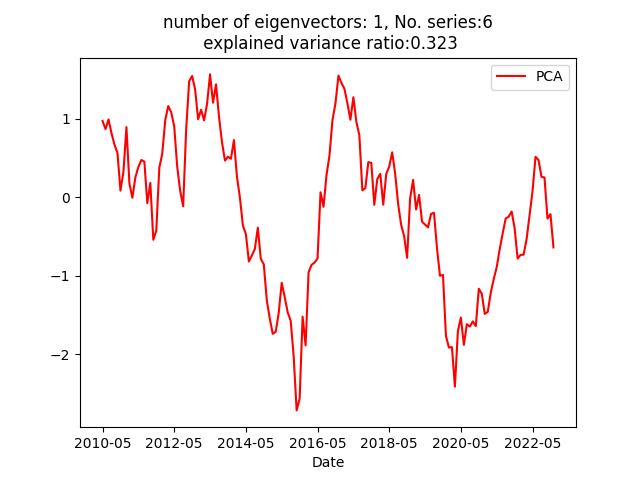 number of eigenvectors: 1, No. series:6
explained variance ratio:0.323
PCA
1
0
−1
−2
2010-05 2012-05 2014-05 2016-05 2018-05 2020-05 2022-05
Date